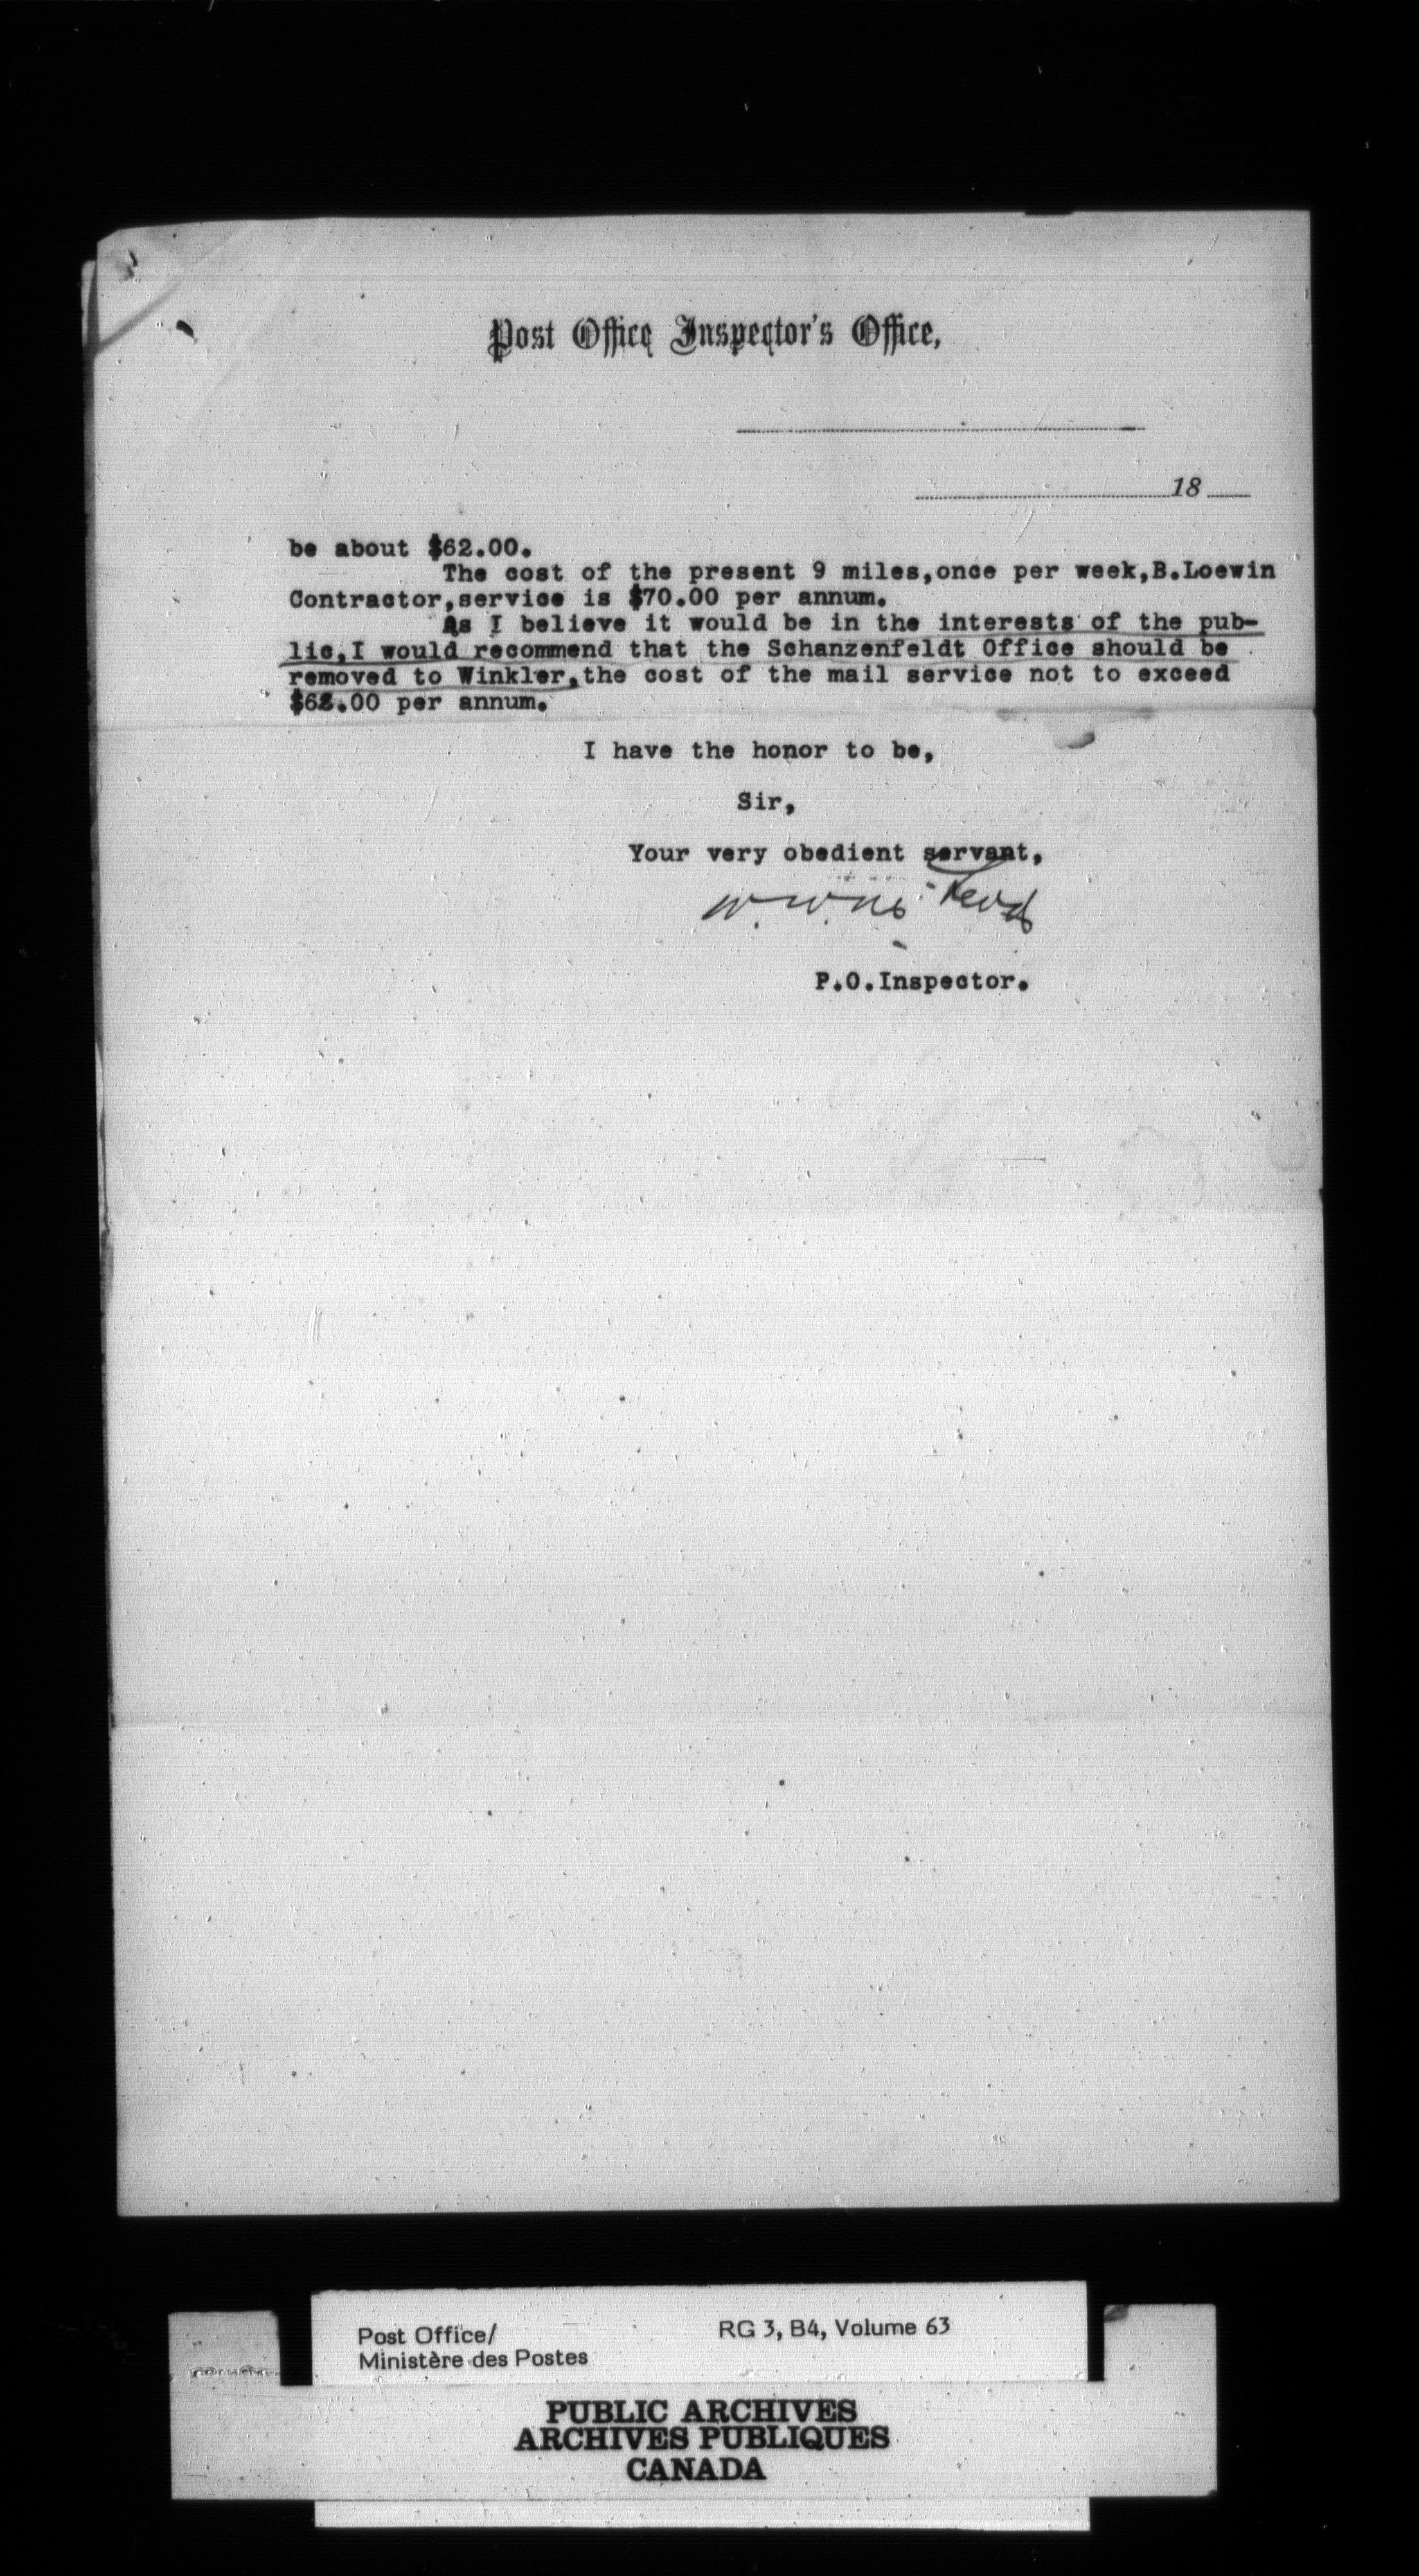 Post Office Inspector's Office,
18
be about $62.00.
The cost of the present 9 miles,once per week,B.Loewin
Contractor,service is $70.00 per annum.
As I believe it would be in the interests of the pub-
lic,I would recommend that the Schanzenfeldt Office should be
removed to Winkler,the cost of the mail service not to exceed
$62.00 per annum.
I have the honor to be,
Sir,
Your very obedient servant,
W. W. McLeod
P.O.Inspector.
Post Office/
Ministère des Postes
RG 3, B4, Volume 63
PUBLIC ARCHIVES
ARCHIVES PUBLIQUES
CANADA